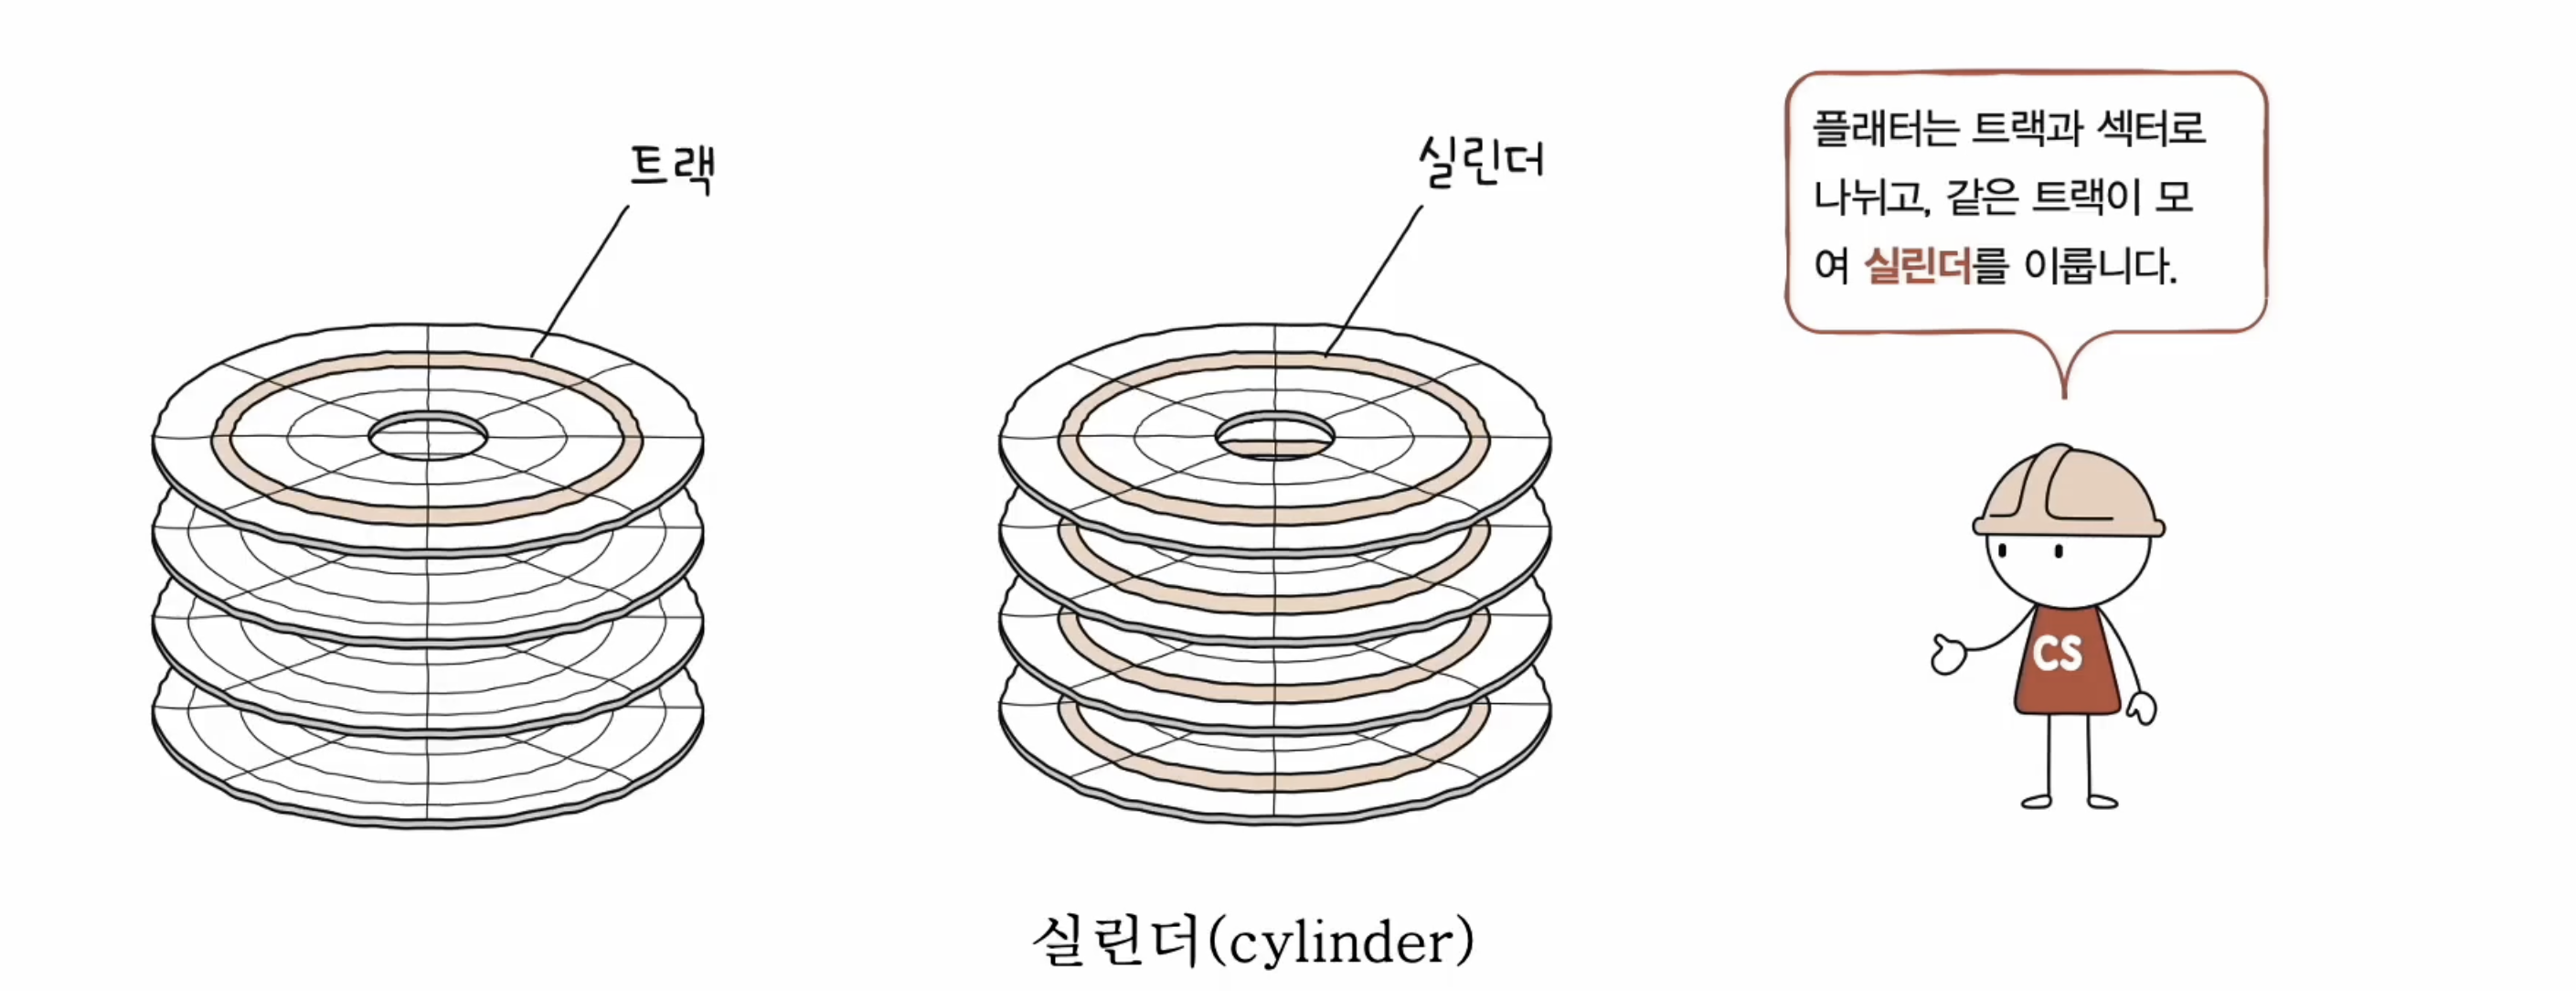 트랙
실린더
플래터는 트랙과 섹터로
나뉘고, 같은 트랙이 모
여 실린더를 이룹니다.
CS
실린더(cylinder)